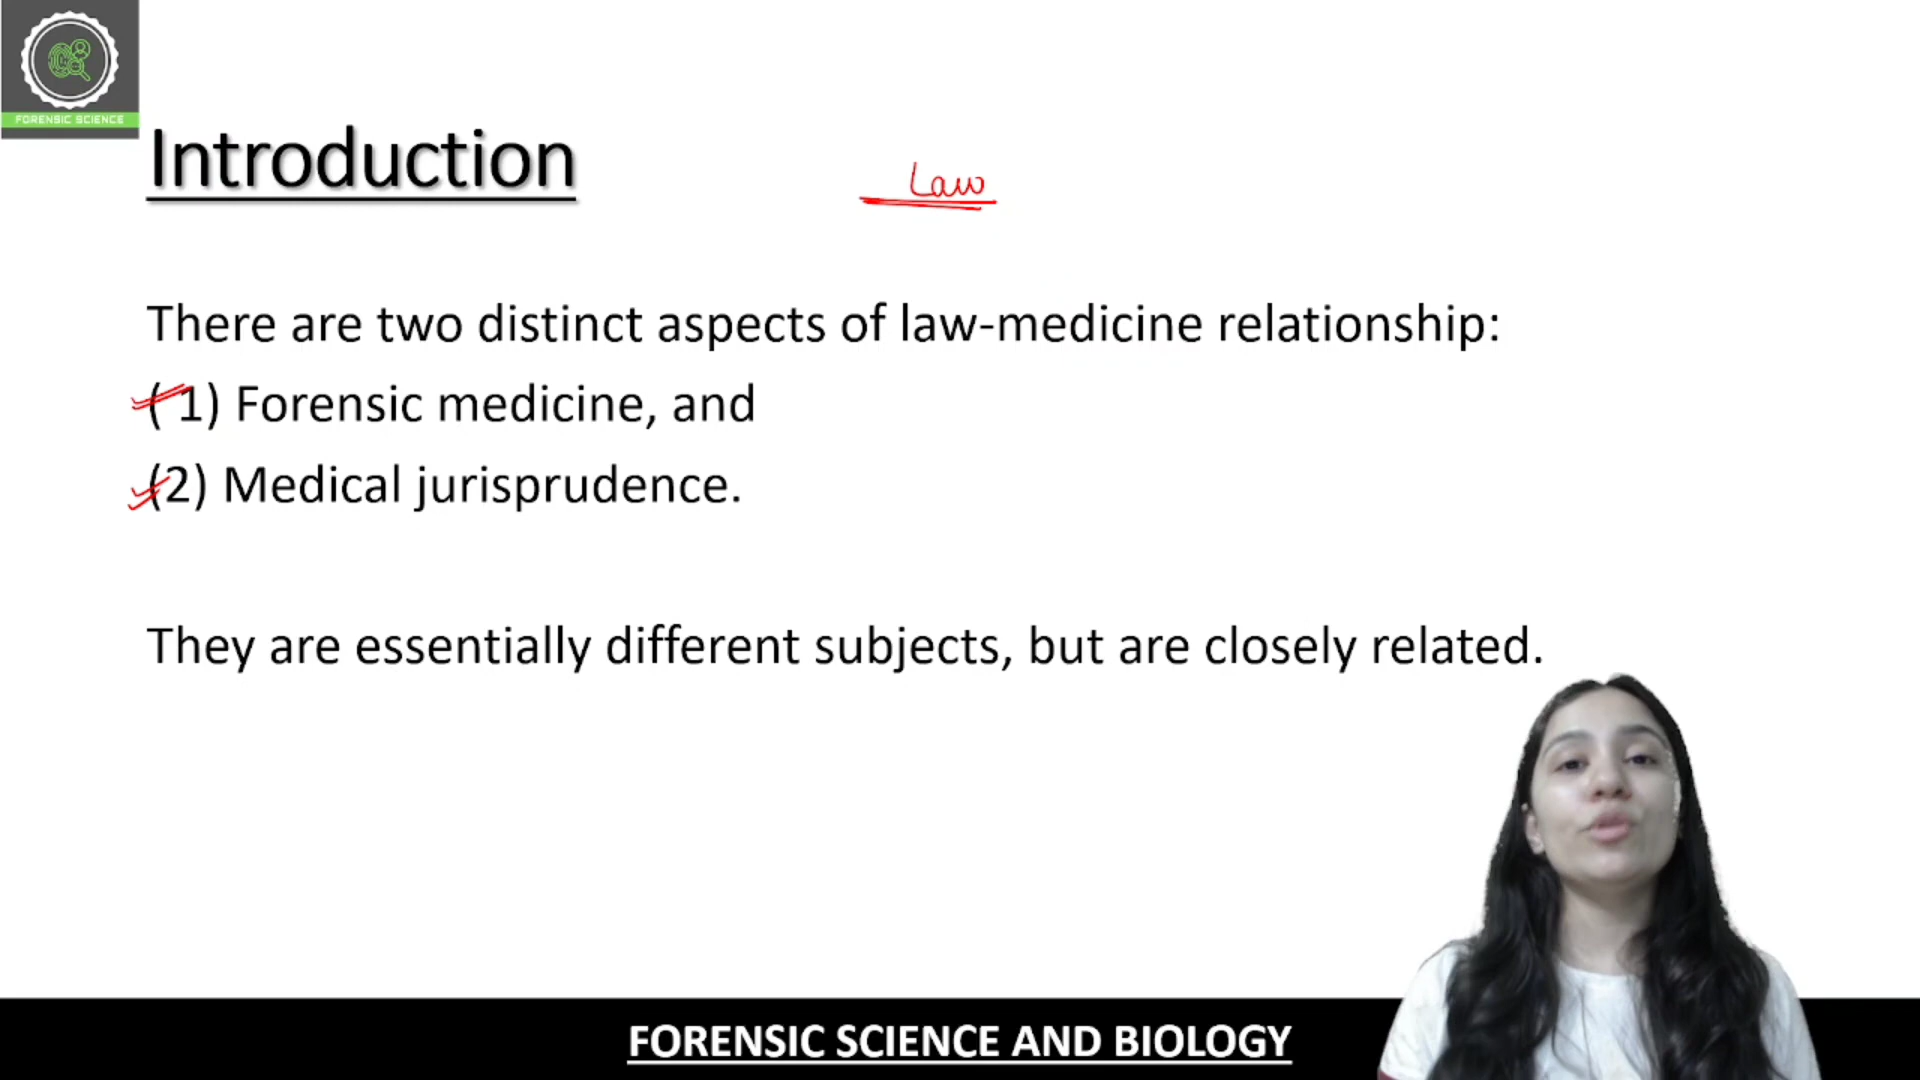 FORENSIC SCIENCE
Introduction
Law
There are two distinct aspects of law-medicine relationship:
( 1) Forensic medicine, and
(2) Medical jurisprudence.
They are essentially different subjects, but are closely related.
FORENSIC SCIENCE AND BIOLOGY